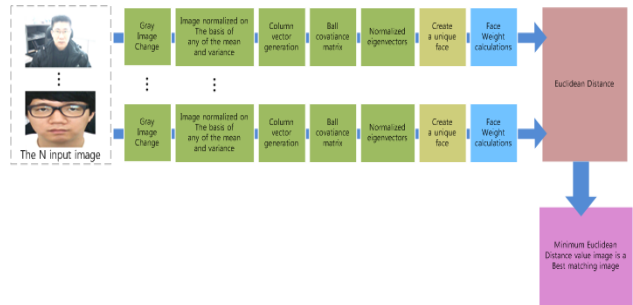 Gray
Image
Change
Image normalized on
The basis of
any of the mean
and variance
Column
vector
generation
Ball
covatiance
matrix
Normalized
eigenvectors
Create
a unique
face
Face
Weight
calculations
Euclidean Distance
Gray
Image
Change
Image normalized on
The basis of
any of the mean
and variance
Column
vector
generation
Ball
covatiance
matrix
Normalized
eigenvectors
Create
a unique
face
Face
Weight
calculations
The N input image
Minimum Euclidean
Distance value image is a
Best matching image